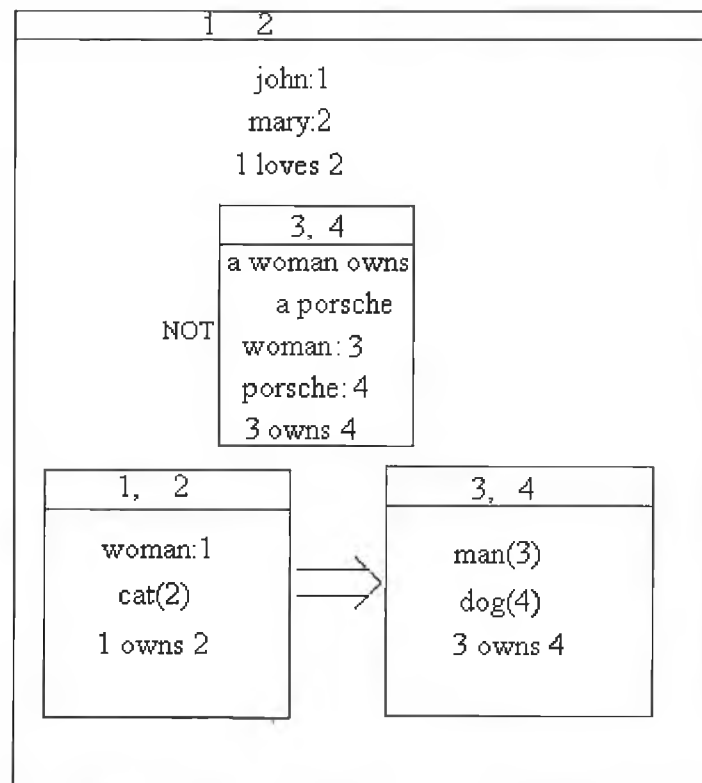 1 2
john:1
mary:2
1 loves 2
3, 4
a woman owns
a porsche
NOT
woman: 3
porsche: 4
3 owns 4
1, 2
woman:1
cat(2)
1 owns 2
3, 4
man(3)
dog(4)
3 owns 4